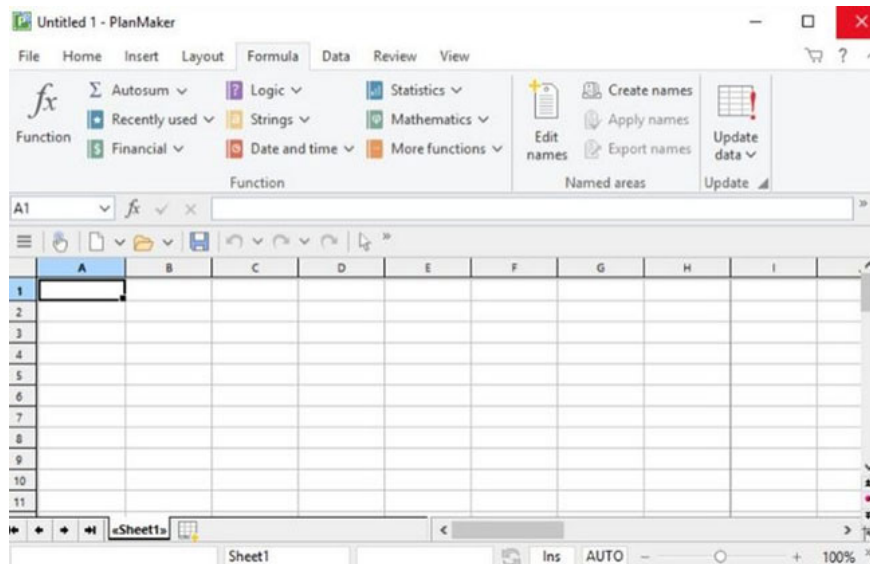 Untitled 1 - PlanMaker
File Home Insert Layout Formula Data Review View ?
fx Function
Σ Autosum
Recently used
Financial
? Logic
a Strings
Date and time
Statistics
Mathematics
More functions
Function
Edit names
Create names
Apply names
Export names
Named areas
Update data
Update
A1 fx
A B C D E F G H I
1
2
3
4
5
6
7
8
9
10
11
«Sheet1»
Sheet1 Ins AUTO - + 100%